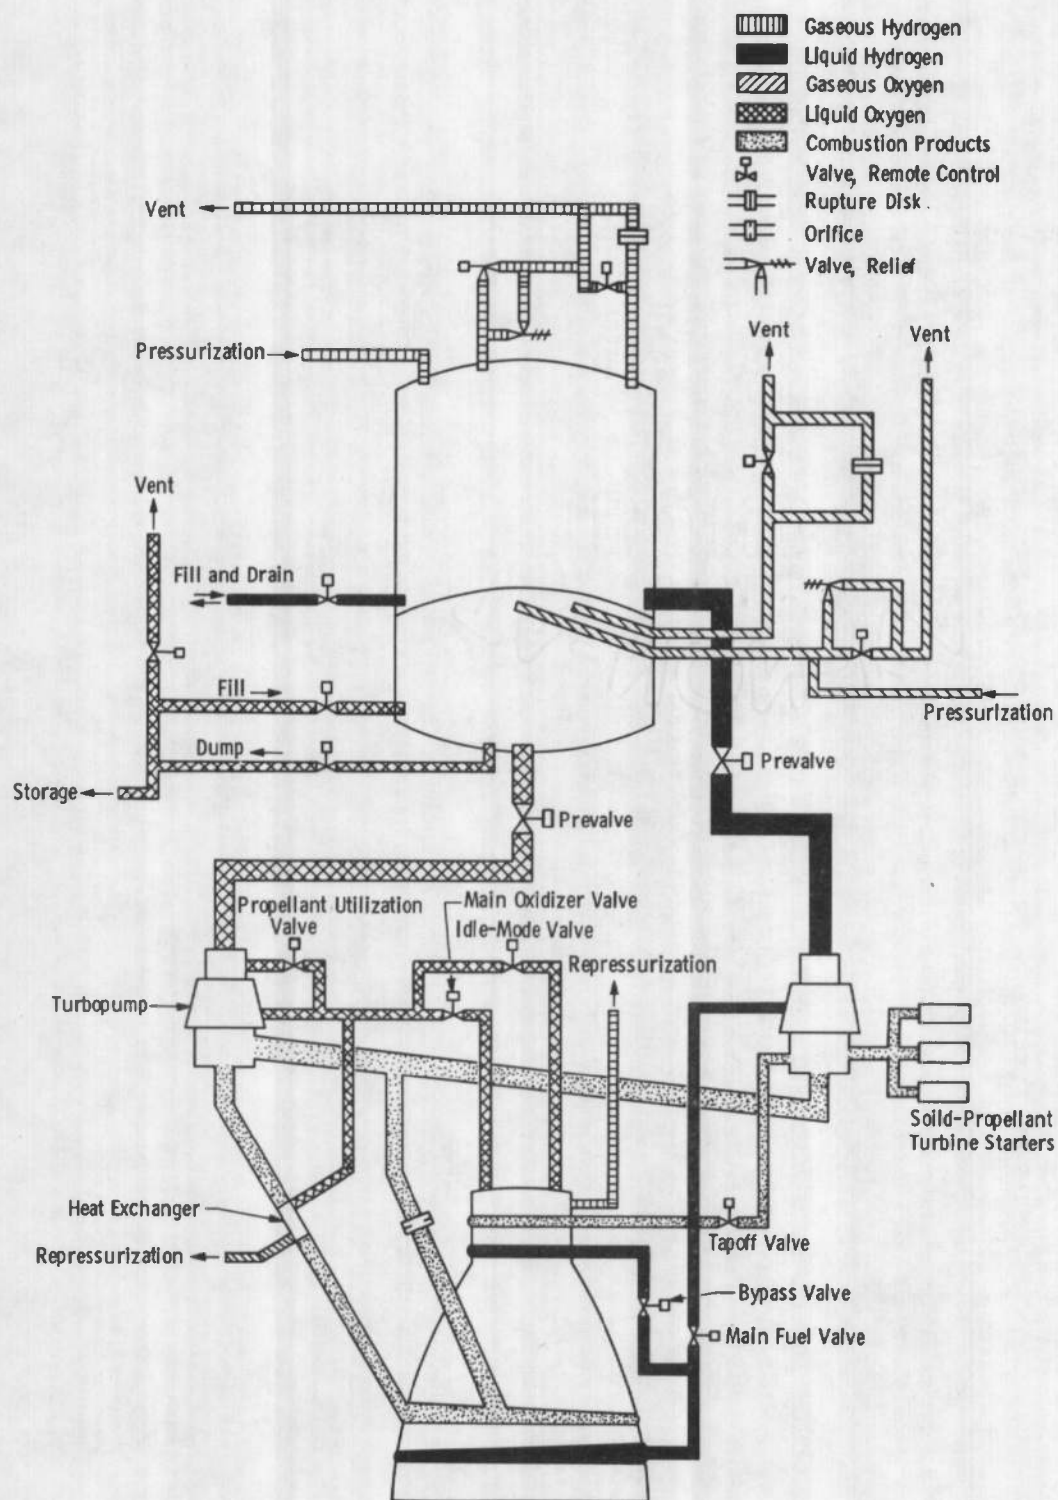 Gaseous Hydrogen
Liquid Hydrogen
Gaseous Oxygen
Liquid Oxygen
Combustion Products
Valve, Remote Control
Rupture Disk
Orifice
Valve, Relief
Vent
Pressurization
Vent
Vent
Vent
Fill and Drain
Fill
Dump
Storage
Pressurization
Prevalve
Prevalve
Main Oxidizer Valve
Propellant Utilization
Valve
Idle-Mode Valve
Repressurization
Turbopump
Soild-Propellant
Turbine Starters
Heat Exchanger
Repressurization
Tapoff Valve
Bypass Valve
Main Fuel Valve